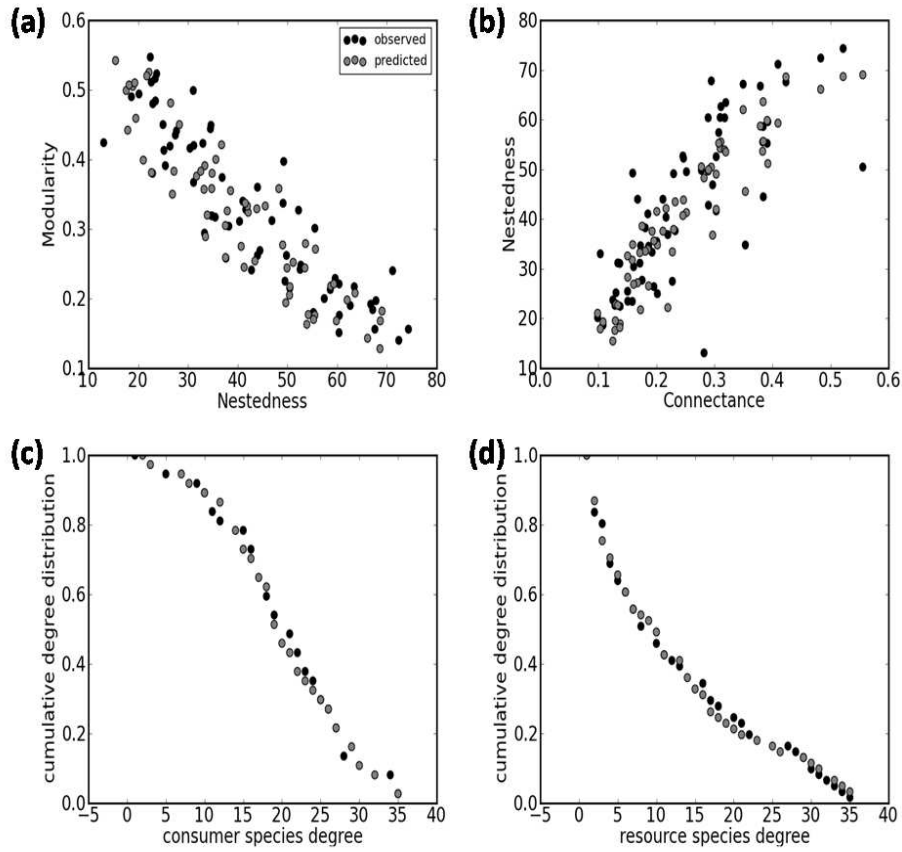 (a)
0.6
0.5
0.4
0.3
0.2
0.1
Modularity
observed
predicted
10 20 30 40 50 60 70 80
Nestedness
(b)
80
70
60
50
40
30
20
10
Nestedness
0.0 0.1 0.2 0.3 0.4 0.5 0.6
Connectance
(c)
1.0
0.8
0.6
0.4
0.2
0.0
cumulative degree distribution
−5 0 5 10 15 20 25 30 35 40
consumer species degree
(d)
1.0
0.8
0.6
0.4
0.2
0.0
cumulative degree distribution
−5 0 5 10 15 20 25 30 35 40
resource species degree